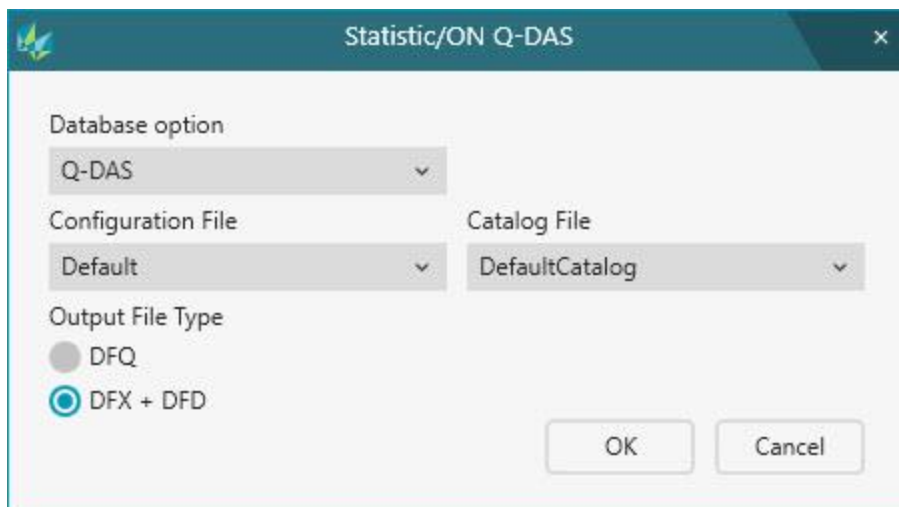 Statistic/ON Q-DAS
Database option
Q-DAS
Configuration File
Catalog File
Default
DefaultCatalog
Output File Type
DFQ
DFX + DFD
OK
Cancel